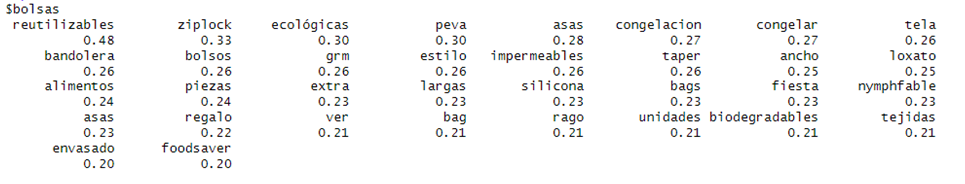 $bolsas
reutilizables ziplock ecológicas peva asas congelacion congelar tela
0.48 0.33 0.30 0.30 0.28 0.27 0.27 0.26
bandolera bolsos grm estilo impermeables taper ancho loxato
0.26 0.26 0.26 0.26 0.26 0.26 0.25 0.25
alimentos piezas extra largas silicona bags fiesta nymphfable
0.24 0.24 0.23 0.23 0.23 0.23 0.23 0.23
asas regalo ver bag rago unidades biodegradables tejidas
0.23 0.22 0.21 0.21 0.21 0.21 0.21 0.21
envasado foodsaver
0.20 0.20